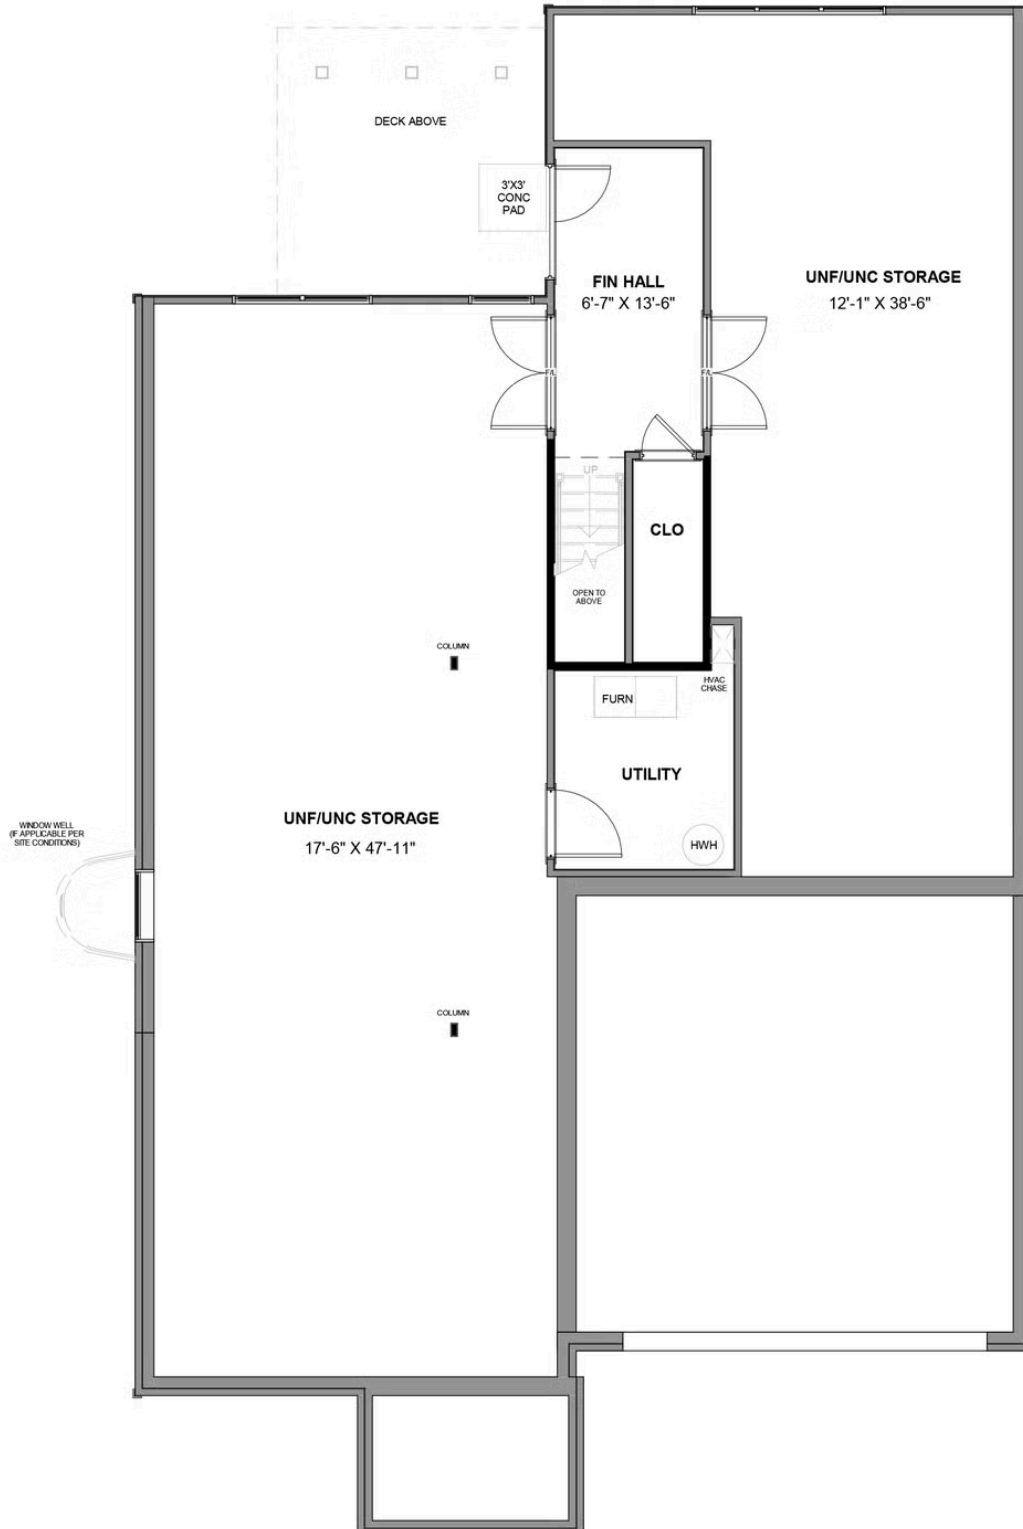 DECK ABOVE
3'X3'
CONC
PAD
FIN HALL
6'-7" X 13'-6"
UNF/UNC STORAGE
12'-1" X 38'-6"
F/L
F/L
UP
CLO
OPEN TO
ABOVE
COLUMN
HVAC
CHASE
FURN
UTILITY
UNF/UNC STORAGE
17'-6" X 47'-11"
HWH
WINDOW WELL
(IF APPLICABLE PER
SITE CONDITIONS)
COLUMN